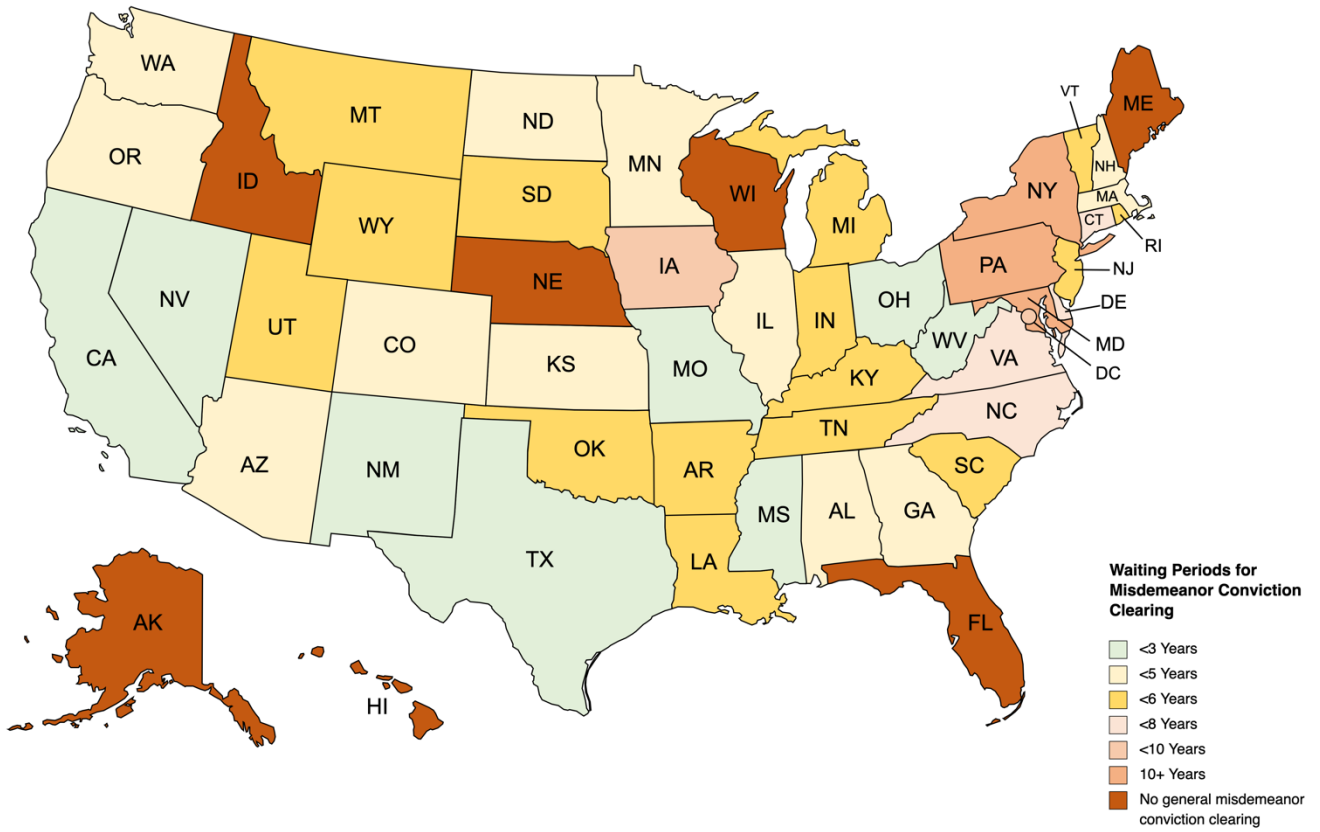 WA
MT
ND
MN
VT
ME
OR
ID
SD
WI
NH
NY
MA
WY
MI
CT
RI
IA
PA
NJ
NE
NV
OH
DE
UT
IL
IN
CA
CO
WV
MD
KS
MO
VA
DC
KY
NC
TN
AZ
NM
OK
AR
SC
MS
AL
GA
TX
LA
Waiting Periods for
Misdemeanor Conviction
Clearing
AK
FL
<3 Years
<5 Years
HI
<6 Years
<8 Years
<10 Years
10+ Years
No general misdemeanor
conviction clearing